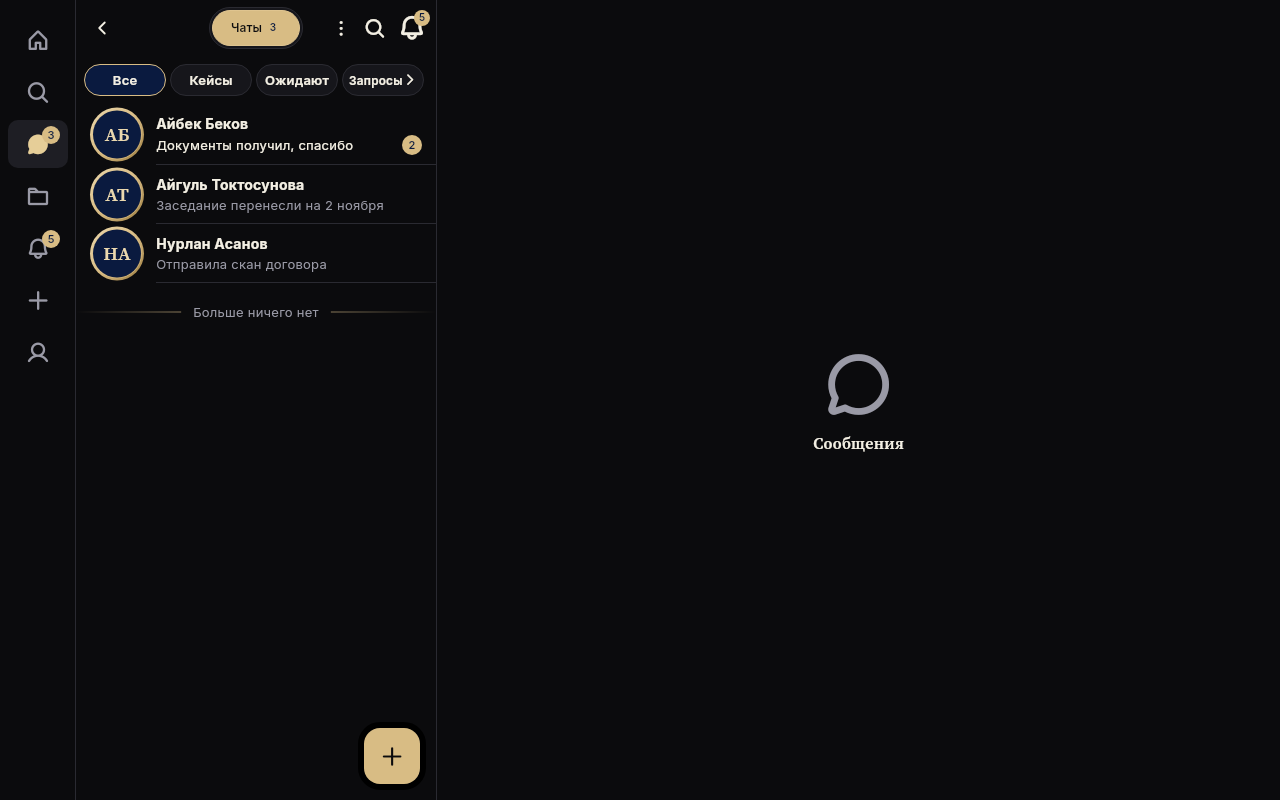 Чаты 3
5
Все
Кейсы
Ожидают
Запросы
3
5
АБ
Айбек Беков
Документы получил, спасибо
2
АТ
Айгуль Токтосунова
Заседание перенесли на 2 ноября
НА
Нурлан Асанов
Отправила скан договора
Больше ничего нет
Сообщения